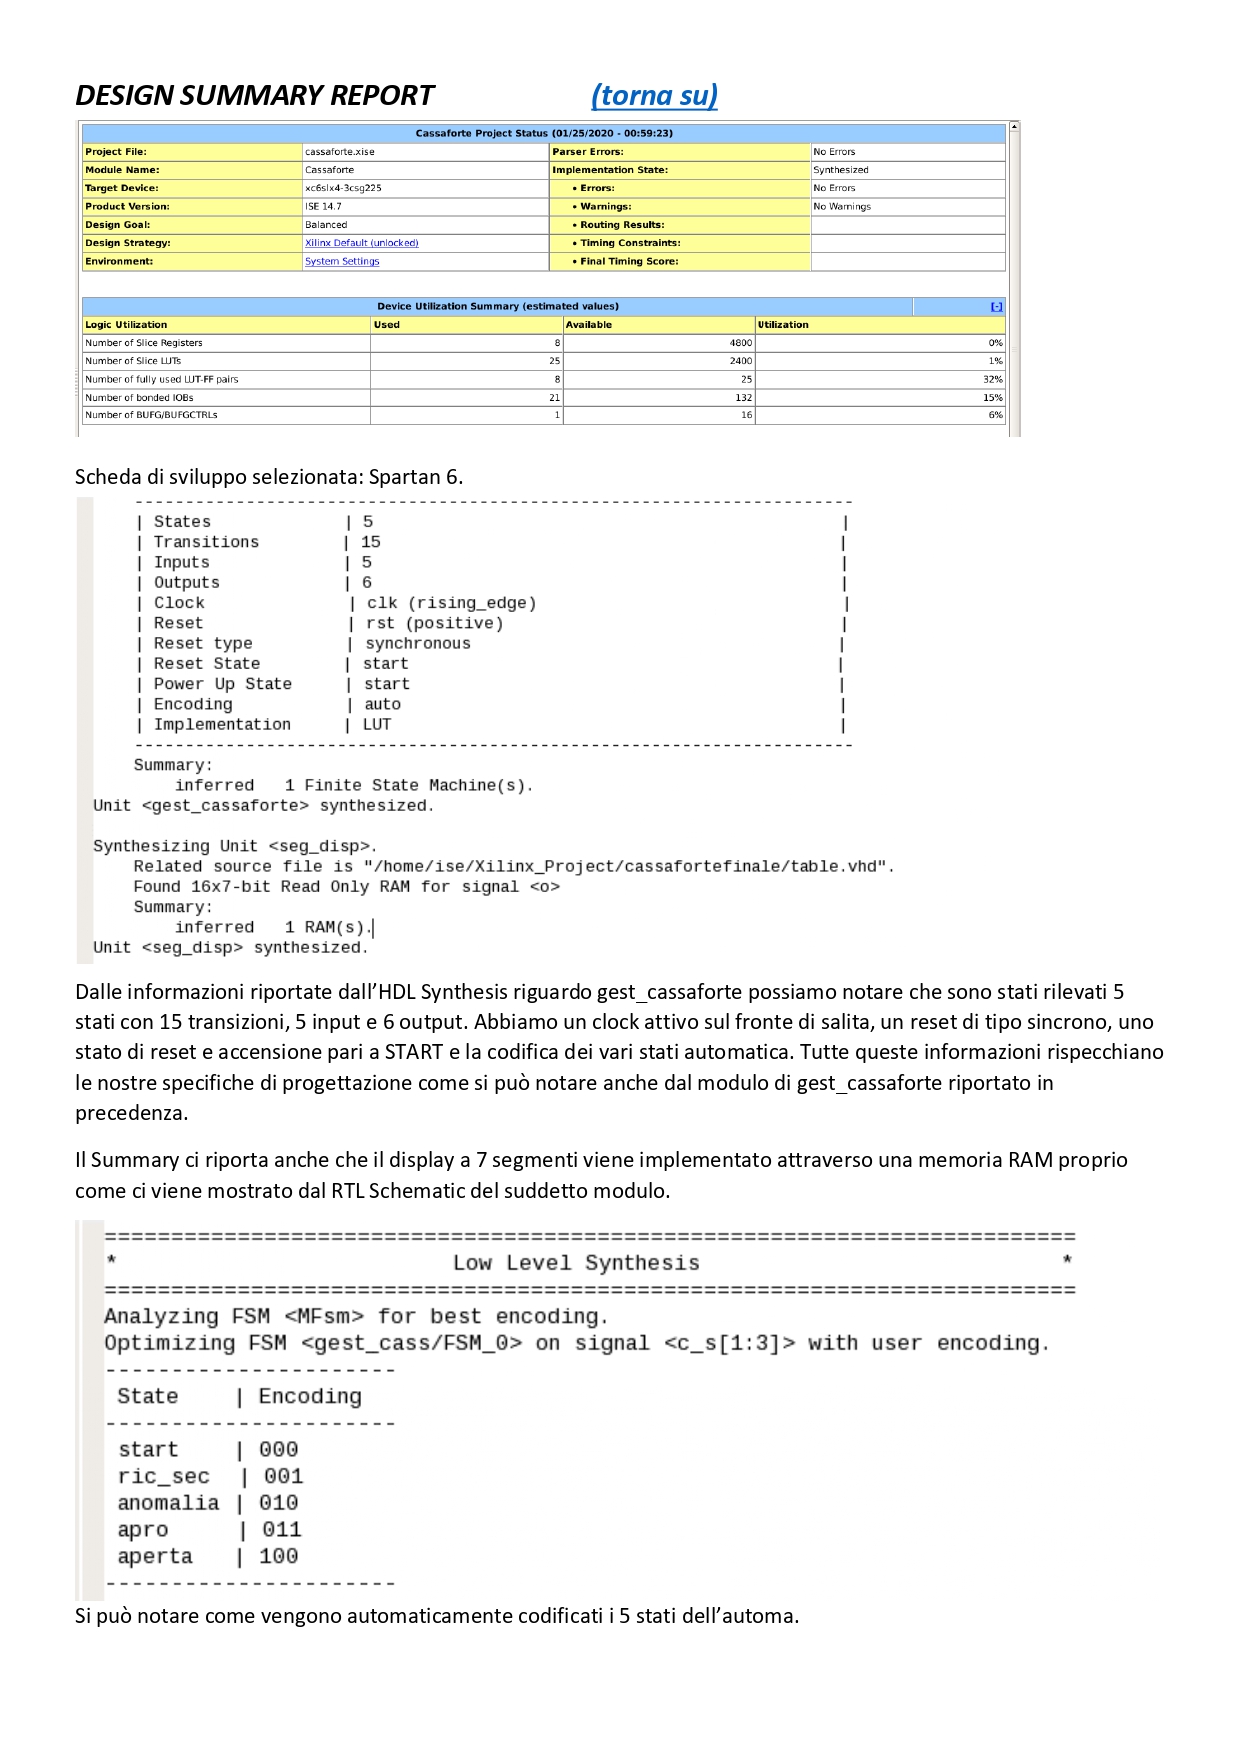 DESIGN SUMMARY REPORT (torna su)
Cassaforte Project Status (01/25/2020 - 00:59:23)
Project File: cassaforte.xise Parser Errors: No Errors
Module Name: Cassaforte Implementation State: Synthesized
Target Device: xc6slx4-3csg225 • Errors: No Errors
Product Version: ISE 14.7 • Warnings: No Warnings
Design Goal: Balanced • Routing Results:
Design Strategy: Xilinx Default (unlocked) • Timing Constraints:
Environment: System Settings • Final Timing Score:
Device Utilization Summary (estimated values) [-]
Logic Utilization Used Available Utilization
Number of Slice Registers 8 4800 0%
Number of Slice LUTs 25 2400 1%
Number of fully used LUT-FF pairs 8 25 32%
Number of bonded IOBs 21 132 15%
Number of BUFG/BUFGCTRLs 1 16 6%
Scheda di sviluppo selezionata: Spartan 6.
-----------------------------------------------------------------------
| States | 5 |
| Transitions | 15 |
| Inputs | 5 |
| Outputs | 6 |
| Clock | clk (rising_edge) |
| Reset | rst (positive) |
| Reset type | synchronous |
| Reset State | start |
| Power Up State | start |
| Encoding | auto |
| Implementation | LUT |
-----------------------------------------------------------------------
Summary:
inferred 1 Finite State Machine(s).
Unit <gest_cassaforte> synthesized.
Synthesizing Unit <seg_disp>.
Related source file is "/home/ise/Xilinx_Project/cassafortefinale/table.vhd".
Found 16x7-bit Read Only RAM for signal <o>
Summary:
inferred 1 RAM(s).
Unit <seg_disp> synthesized.
Dalle informazioni riportate dall’HDL Synthesis riguardo gest_cassaforte possiamo notare che sono stati rilevati 5
stati con 15 transizioni, 5 input e 6 output. Abbiamo un clock attivo sul fronte di salita, un reset di tipo sincrono, uno
stato di reset e accensione pari a START e la codifica dei vari stati automatica. Tutte queste informazioni rispecchiano
le nostre specifiche di progettazione come si può notare anche dal modulo di gest_cassaforte riportato in
precedenza.
Il Summary ci riporta anche che il display a 7 segmenti viene implementato attraverso una memoria RAM proprio
come ci viene mostrato dal RTL Schematic del suddetto modulo.
=========================================================================
* Low Level Synthesis *
=========================================================================
Analyzing FSM <MFsm> for best encoding.
Optimizing FSM <gest_cass/FSM_0> on signal <c_s[1:3]> with user encoding.
----------------------
State | Encoding
----------------------
start | 000
ric_sec | 001
anomalia | 010
apro | 011
aperta | 100
----------------------
Si può notare come vengono automaticamente codificati i 5 stati dell’automa.